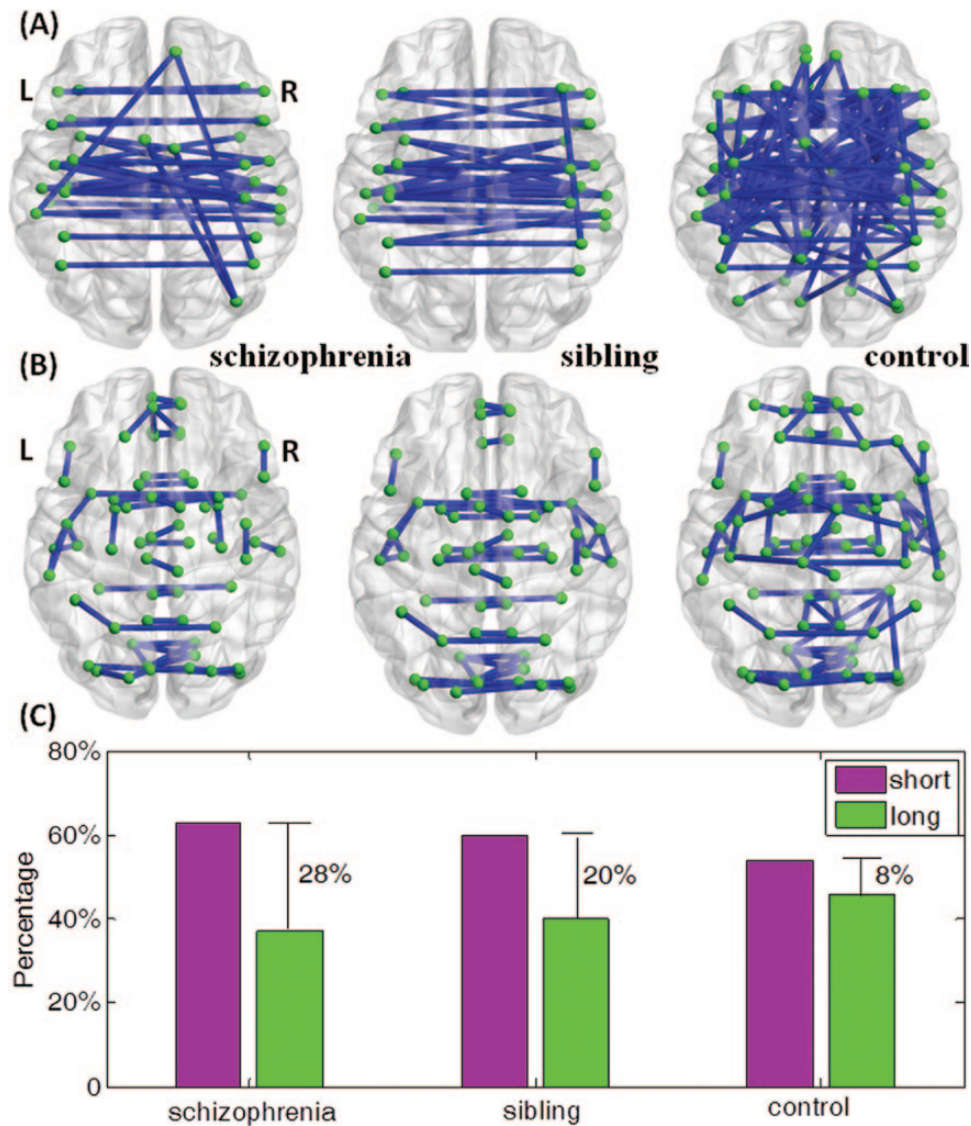 (A)
L R
schizophrenia sibling control
(B)
L R
(C)
80%
60%
40%
20%
0
Percentage
short
long
28%
20%
8%
schizophrenia sibling control